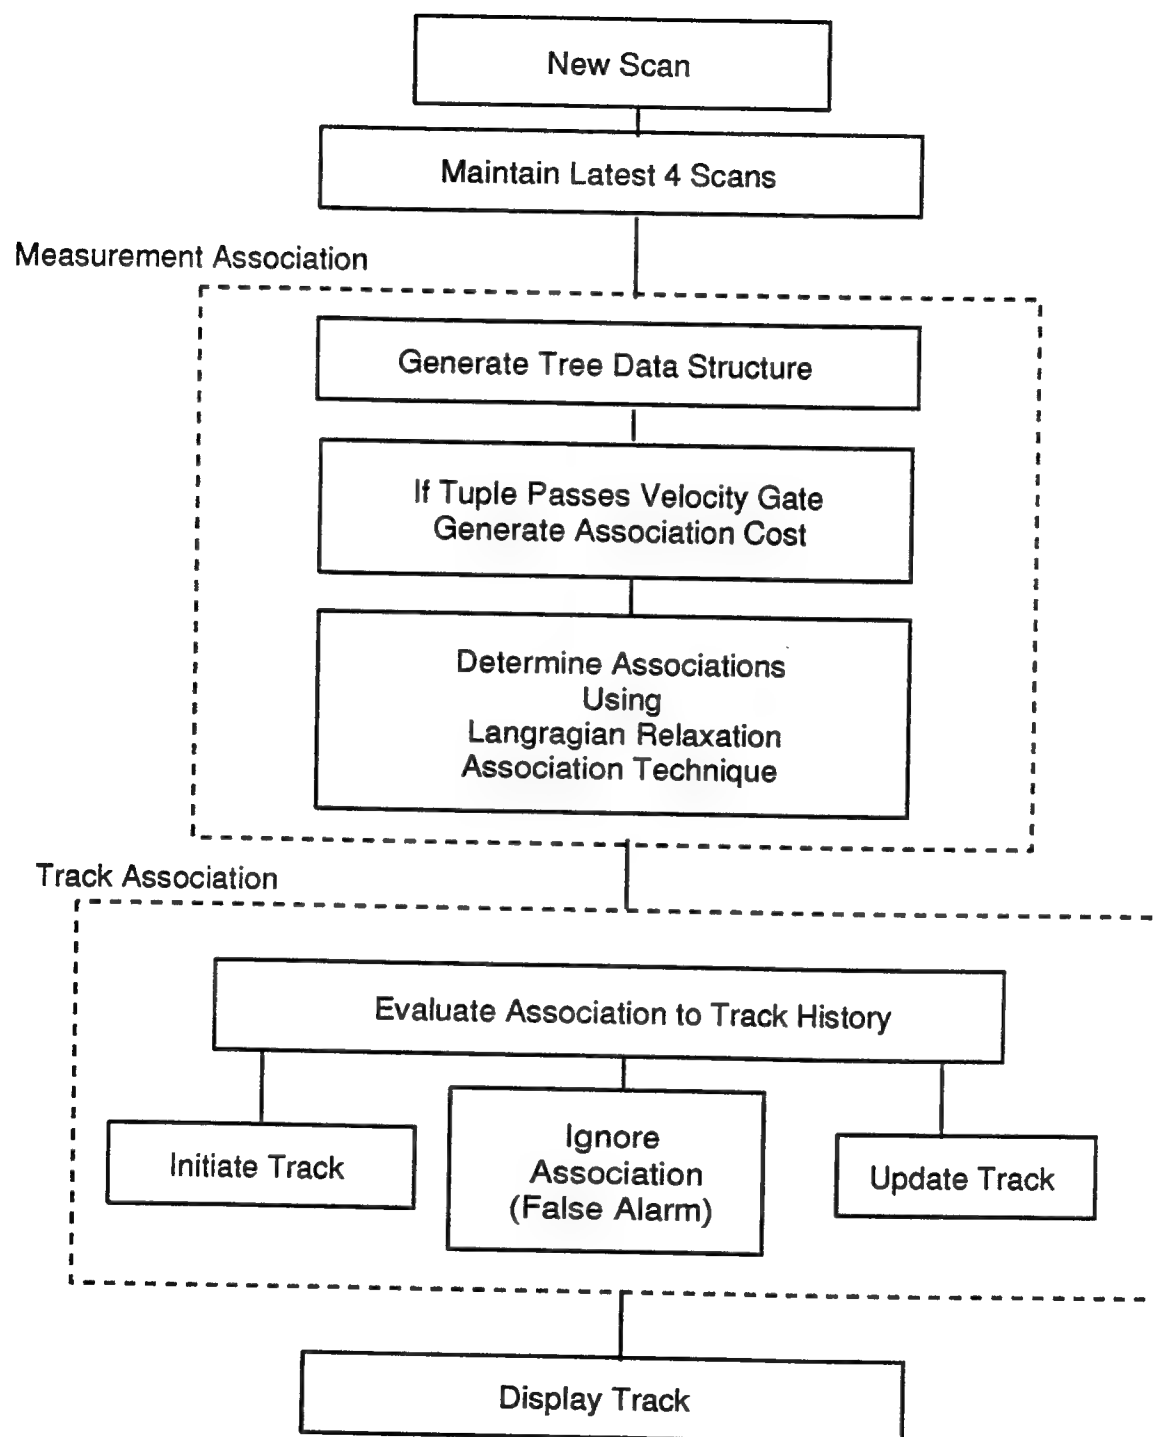 New Scan
Maintain Latest 4 Scans
Measurement Association
Generate Tree Data Structure
If Tuple Passes Velocity Gate
Generate Association Cost
Determine Associations
Using
Langragian Relaxation
Association Technique
Track Association
Evaluate Association to Track History
Initiate Track
Ignore
Association
(False Alarm)
Update Track
Display Track